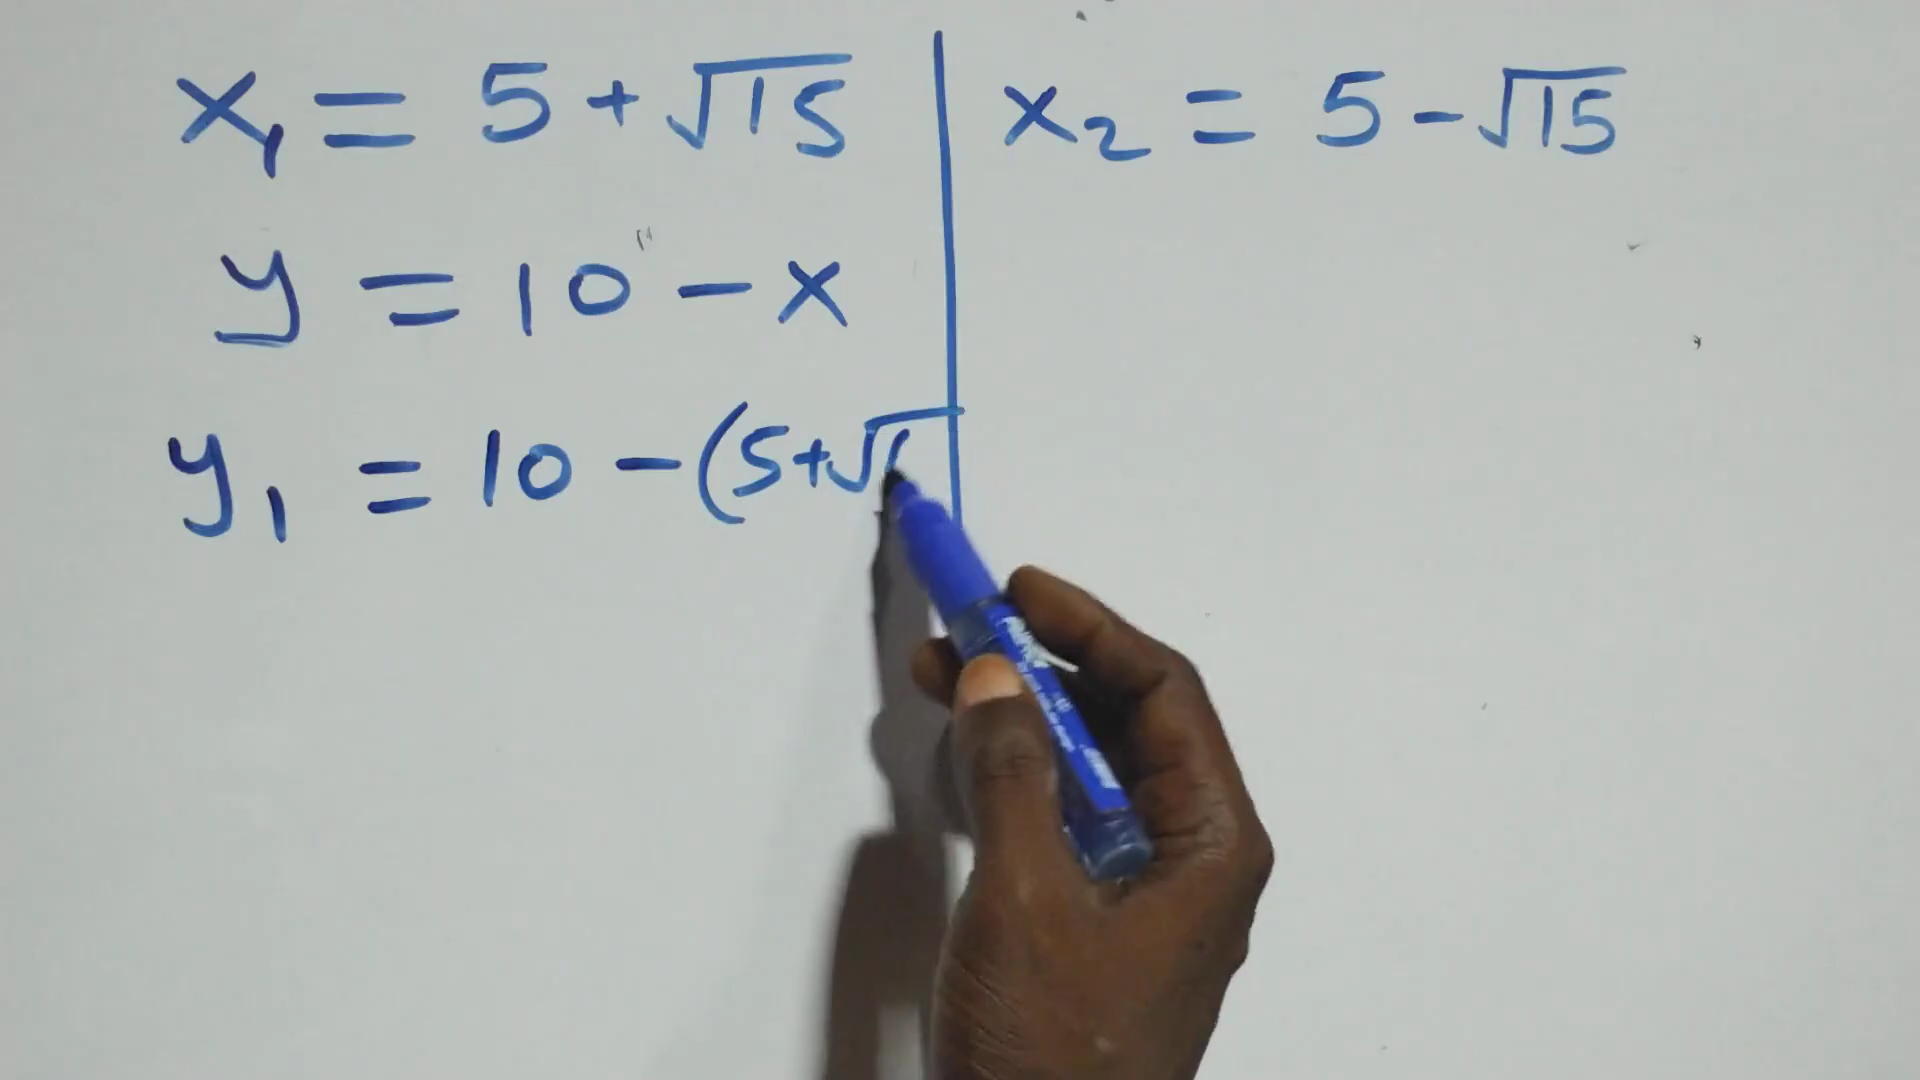 x₁ = 5 + √15
y = 10 - x
y₁ = 10 - (5 + √1
x₂ = 5 - √15